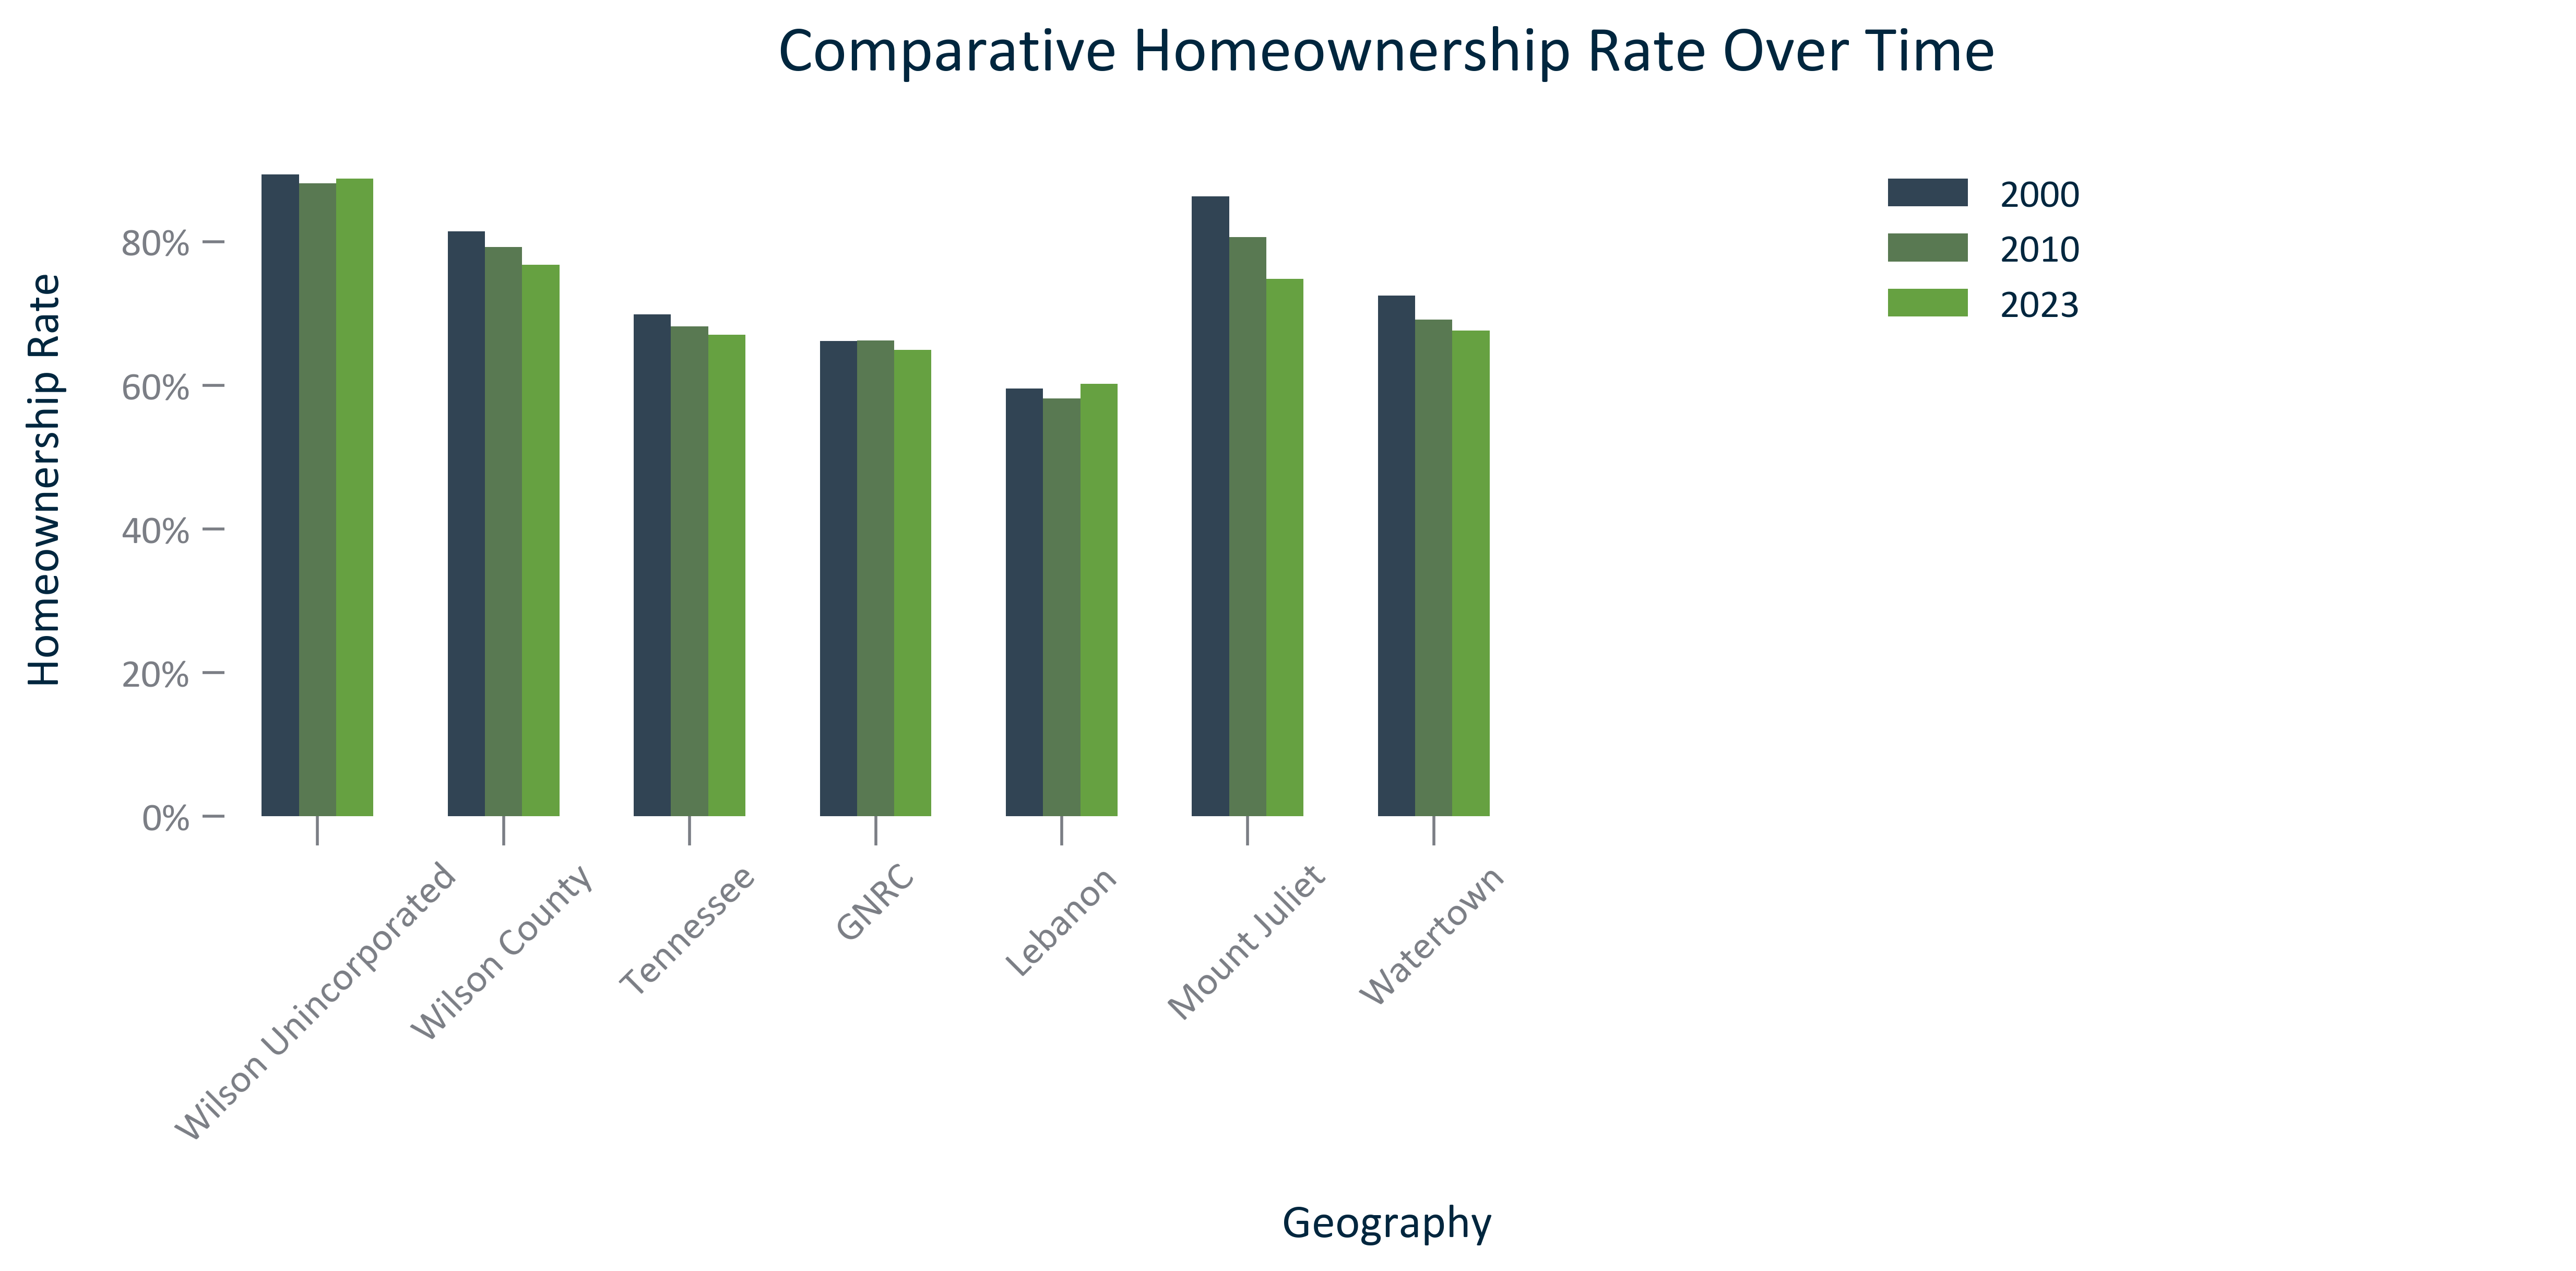 Comparative Homeownership Rate Over Time
Homeownership Rate
80%
60%
40%
20%
0%
2000
2010
2023
Wilson Unincorporated
Wilson County
Tennessee
GNRC
Lebanon
Mount Juliet
Watertown
Geography